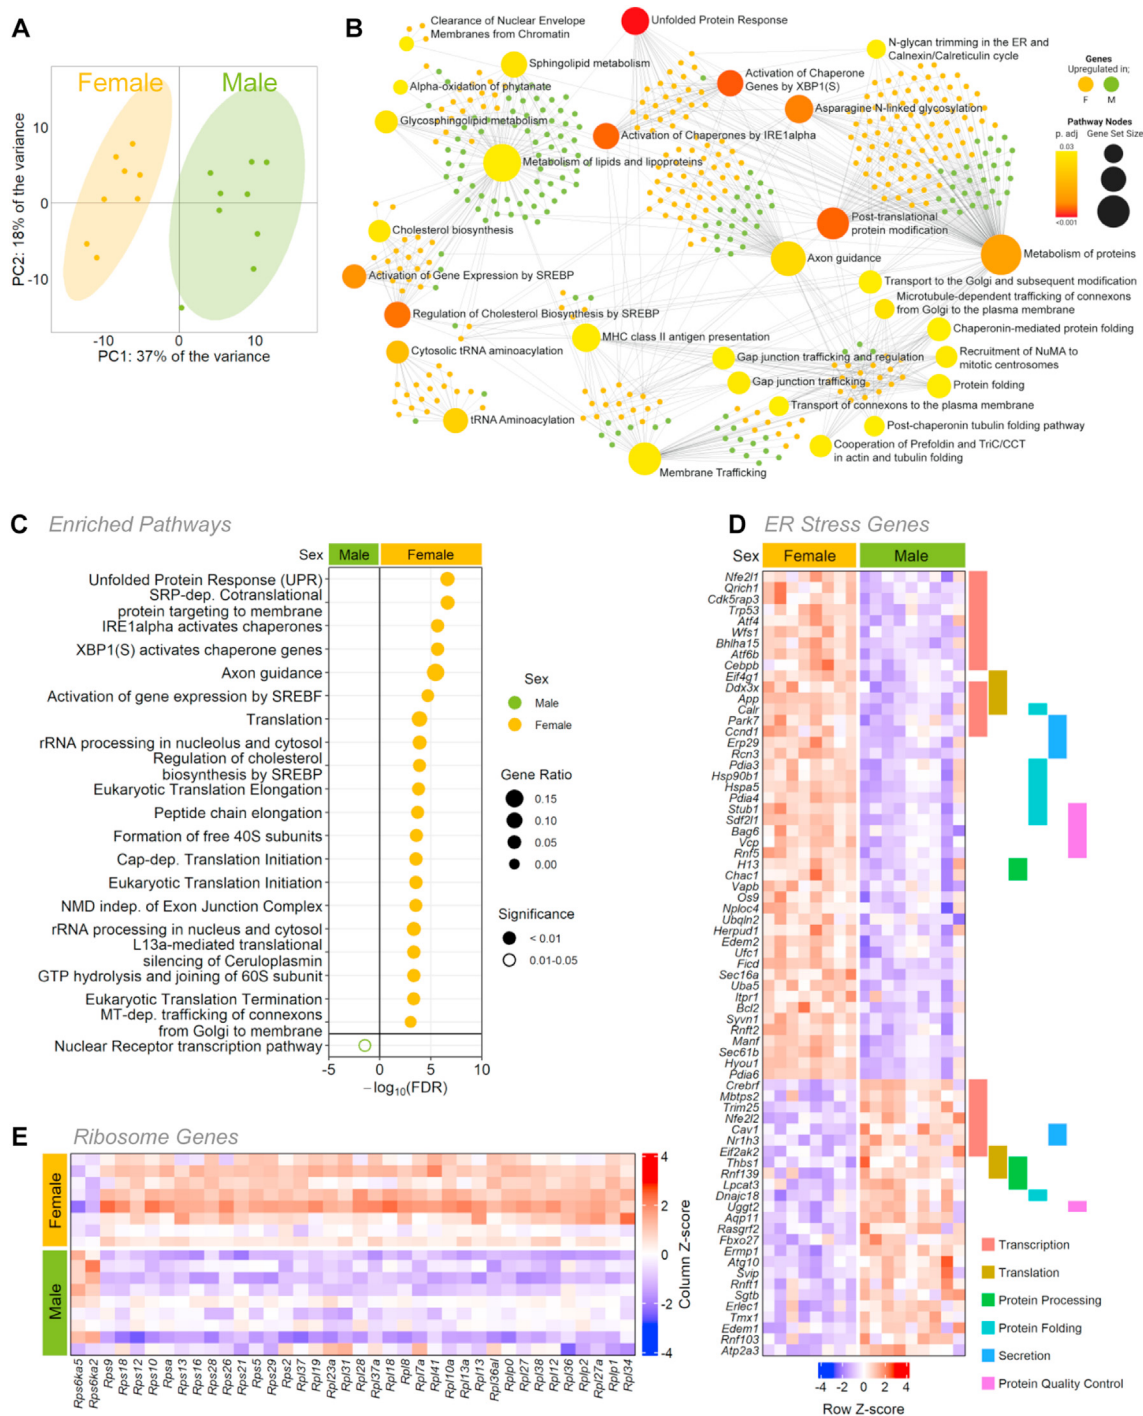 A
Female
Male
10
0
-10
PC2: 18% of the variance
-10
0
10
PC1: 37% of the variance
B
Clearance of Nuclear Envelope
Membranes from Chromatin
Unfolded Protein Response
N-glycan trimming in the ER and
Calnexin/Calreticulin cycle
Sphingolipid metabolism
Activation of Chaperone
Genes by XBP1(S)
Alpha-oxidation of phytanate
Asparagine N-linked glycosylation
Glycosphingolipid metabolism
Activation of Chaperones by IRE1alpha
Metabolism of lipids and lipoproteins
Post-translational
protein modification
Cholesterol biosynthesis
Metabolism of proteins
Axon guidance
Activation of Gene Expression by SREBP
Transport to the Golgi and subsequent modification
Microtubule-dependent trafficking of connexons
from Golgi to the plasma membrane
Regulation of Cholesterol Biosynthesis by SREBP
Chaperonin-mediated protein folding
MHC class II antigen presentation
Cytosolic tRNA aminoacylation
Gap junction trafficking and regulation
Recruitment of NuMA to
mitotic centrosomes
Gap junction trafficking
Protein folding
Transport of connexons to the plasma membrane
tRNA Aminoacylation
Post-chaperonin tubulin folding pathway
Cooperation of Prefoldin and TriC/CCT
in actin and tubulin folding
Membrane Trafficking
Genes
Upregulated in;
F M
Pathway Nodes
p. adj Gene Set Size
0.03
<0.001
C
Enriched Pathways
Sex Male Female
Unfolded Protein Response (UPR)
SRP-dep. Cotranslational
protein targeting to membrane
IRE1alpha activates chaperones
XBP1(S) activates chaperone genes
Axon guidance
Activation of gene expression by SREBF
Translation
rRNA processing in nucleolus and cytosol
Regulation of cholesterol
biosynthesis by SREBP
Eukaryotic Translation Elongation
Peptide chain elongation
Formation of free 40S subunits
Cap-dep. Translation Initiation
Eukaryotic Translation Initiation
NMD indep. of Exon Junction Complex
rRNA processing in nucleus and cytosol
L13a-mediated translational
silencing of Ceruloplasmin
GTP hydrolysis and joining of 60S subunit
Eukaryotic Translation Termination
MT-dep. trafficking of connexons
from Golgi to membrane
Nuclear Receptor transcription pathway
-5 0 5 10
−log10(FDR)
Sex
Male
Female
Gene Ratio
0.15
0.10
0.05
0.00
Significance
< 0.01
0.01-0.05
D
ER Stress Genes
Sex Female Male
Nfe2l1
Qrich1
Cdk5rap3
Trp53
Atf4
Wfs1
Bhlha15
Atf6b
Cebpb
Eif4g1
Ddx3x
App
Calr
Park7
Ccnd1
Erp29
Rcn3
Pdia3
Hsp90b1
Hspa5
Pdia4
Stub1
Sdf2l1
Bag6
Vcp
Rnf5
H13
Chac1
Vapb
Os9
Nploc4
Ubqln2
Herpud1
Edem2
Ufc1
Ficd
Sec16a
Uba5
Itpr1
Bcl2
Syvn1
Rnft2
Manf
Sec61b
Hyou1
Pdia6
Crebrf
Mbtps2
Trim25
Nfe2l2
Cav1
Nr1h3
Eif2ak2
Thbs1
Rnf139
Lpcat3
Dnajc18
Uggt2
Aqp11
Rasgrf2
Fbxo27
Ermp1
Atg10
Svip
Rnft1
Sgtb
Erlec1
Tmx1
Edem1
Rnf103
Atp2a3
-4 -2 0 2 4
Row Z-score
Transcription
Translation
Protein Processing
Protein Folding
Secretion
Protein Quality Control
E
Ribosome Genes
Female
Male
4
2
0
-2
-4
Column Z-score
Rps6ka5
Rps6ka2
Rps9
Rps18
Rps12
Rps10
Rpsa
Rps13
Rps16
Rps28
Rps26
Rps21
Rps5
Rps29
Rps2
Rpl37
Rpl19
Rpl23a
Rpl31
Rpl28
Rpl37a
Rpl18
Rpl8
Rpl7a
Rpl41
Rpl10a
Rpl13a
Rpl13
Rpl36al
Rplp0
Rpl27
Rpl38
Rpl12
Rpl36
Rplp2
Rpl27a
Rplp1
Rpl34